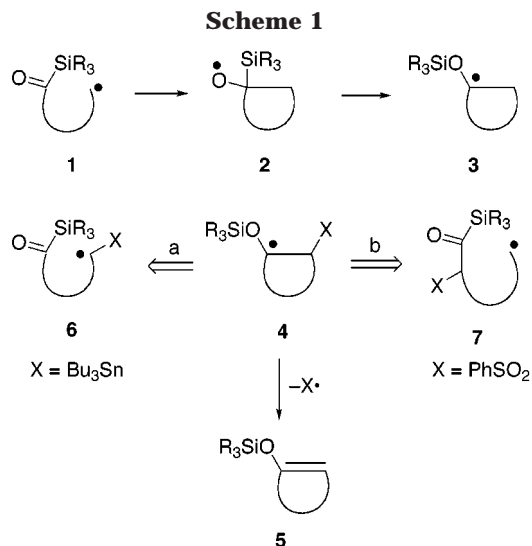 Scheme 1
O SiR3 •
1
SiR3 • O
2
R3SiO •
3
O SiR3 • X
6
X = Bu3Sn
a
R3SiO • X
4
b
SiR3 O • X
7
X = PhSO2
–X•
R3SiO
5